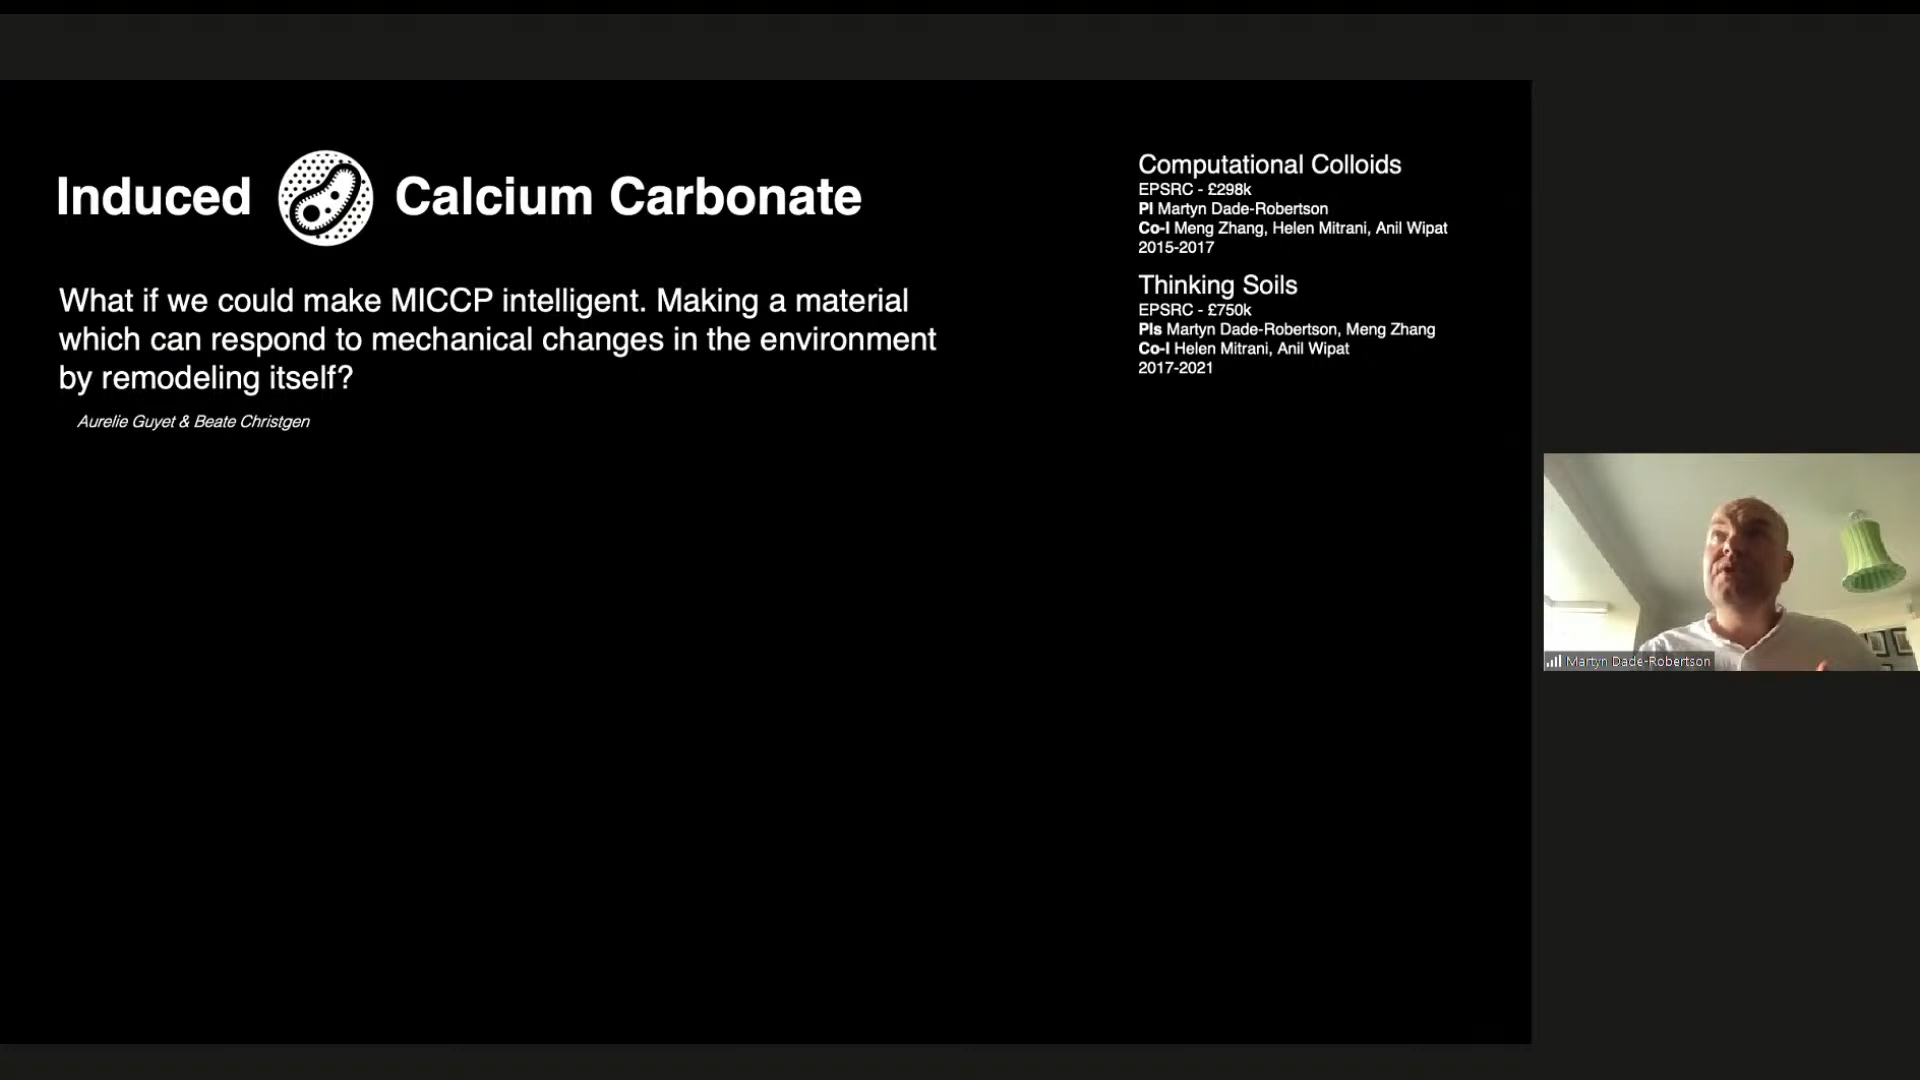 Induced Calcium Carbonate
What if we could make MICCP intelligent. Making a material
which can respond to mechanical changes in the environment
by remodeling itself?
Aurelie Guyet & Beate Christgen
Computational Colloids
EPSRC - £298k
PI Martyn Dade-Robertson
Co-I Meng Zhang, Helen Mitrani, Anil Wipat
2015-2017
Thinking Soils
EPSRC - £750k
PIs Martyn Dade-Robertson, Meng Zhang
Co-I Helen Mitrani, Anil Wipat
2017-2021
Martyn Dade-Robertson